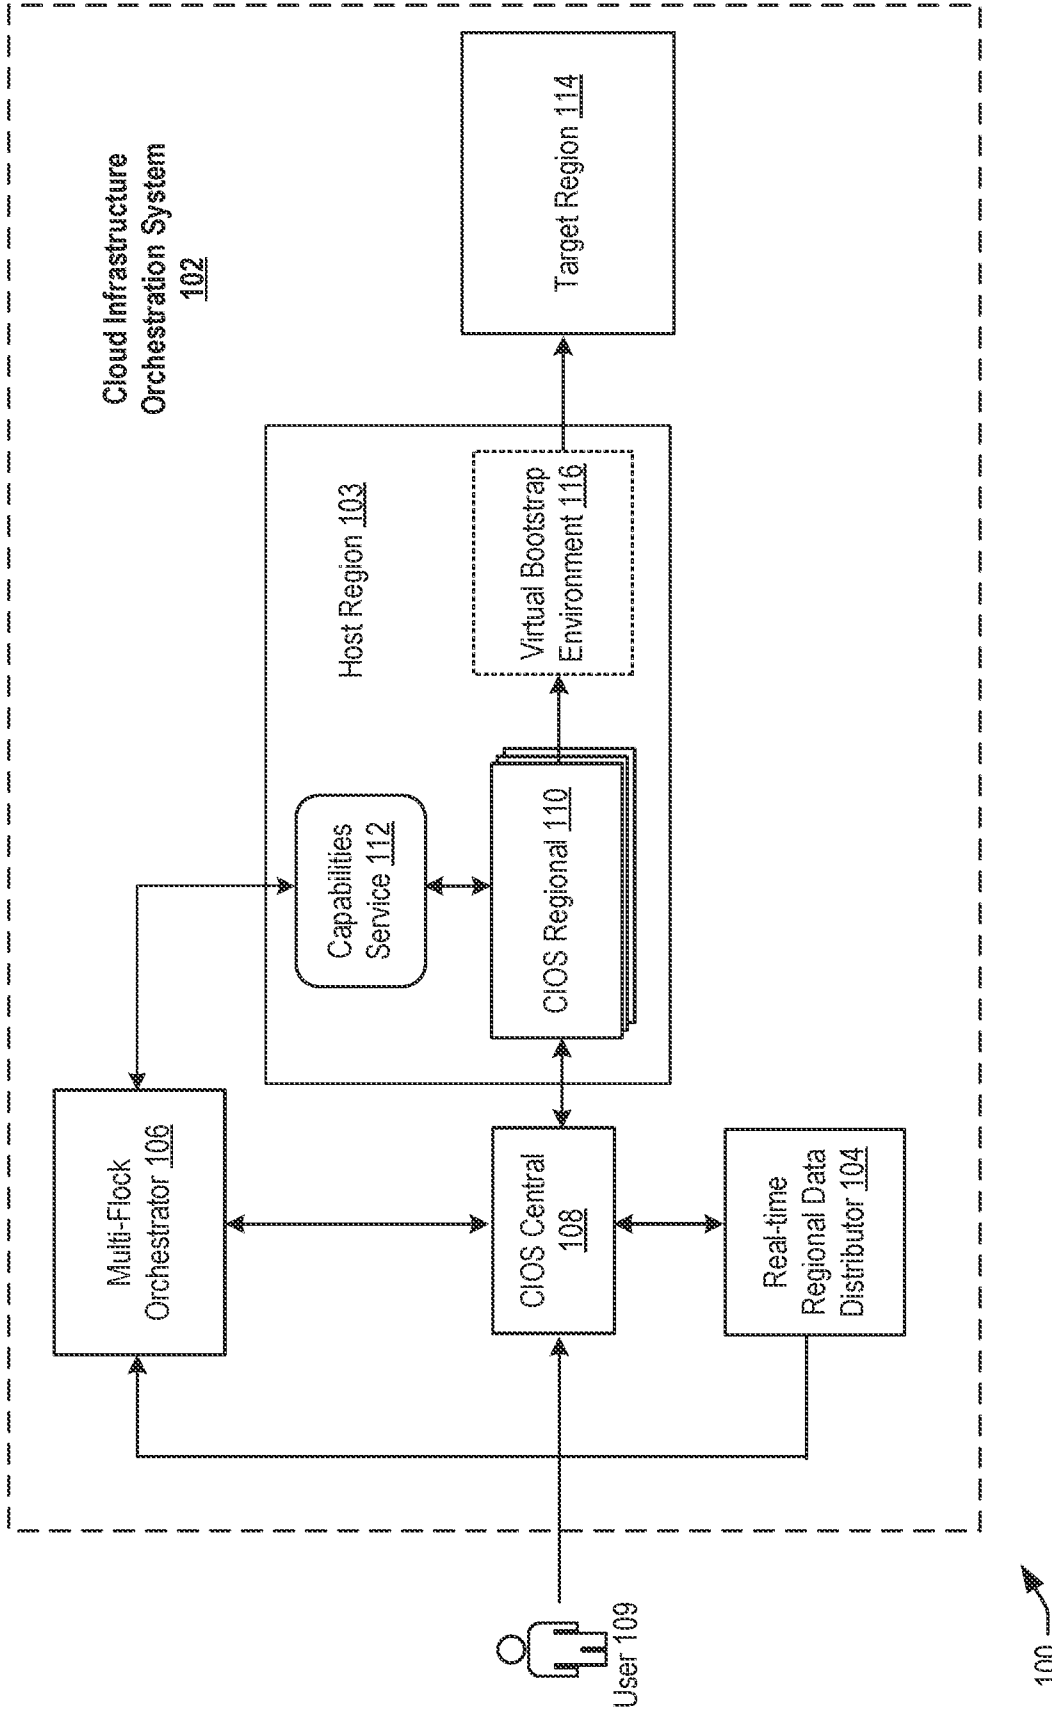 Cloud Infrastructure
Orchestration System
102
Multi-Flock
Orchestrator 106
Capabilities
Service 112
Host Region 103
User 109
CIOS Central
108
CIOS Regional 110
Virtual Bootstrap
Environment 116
Target Region 114
Real-time
Regional Data
Distributor 104
100